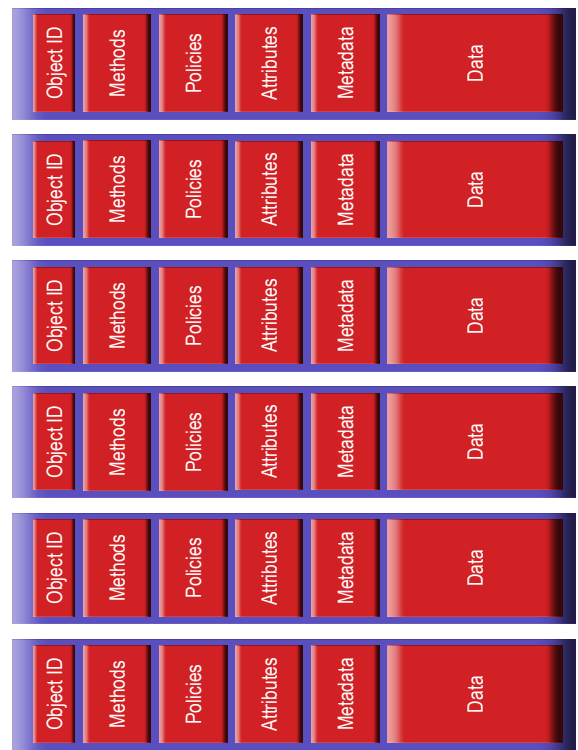 Object ID
Methods
Policies
Attributes
Metadata
Data
Object ID
Methods
Policies
Attributes
Metadata
Data
Object ID
Methods
Policies
Attributes
Metadata
Data
Object ID
Methods
Policies
Attributes
Metadata
Data
Object ID
Methods
Policies
Attributes
Metadata
Data
Object ID
Methods
Policies
Attributes
Metadata
Data